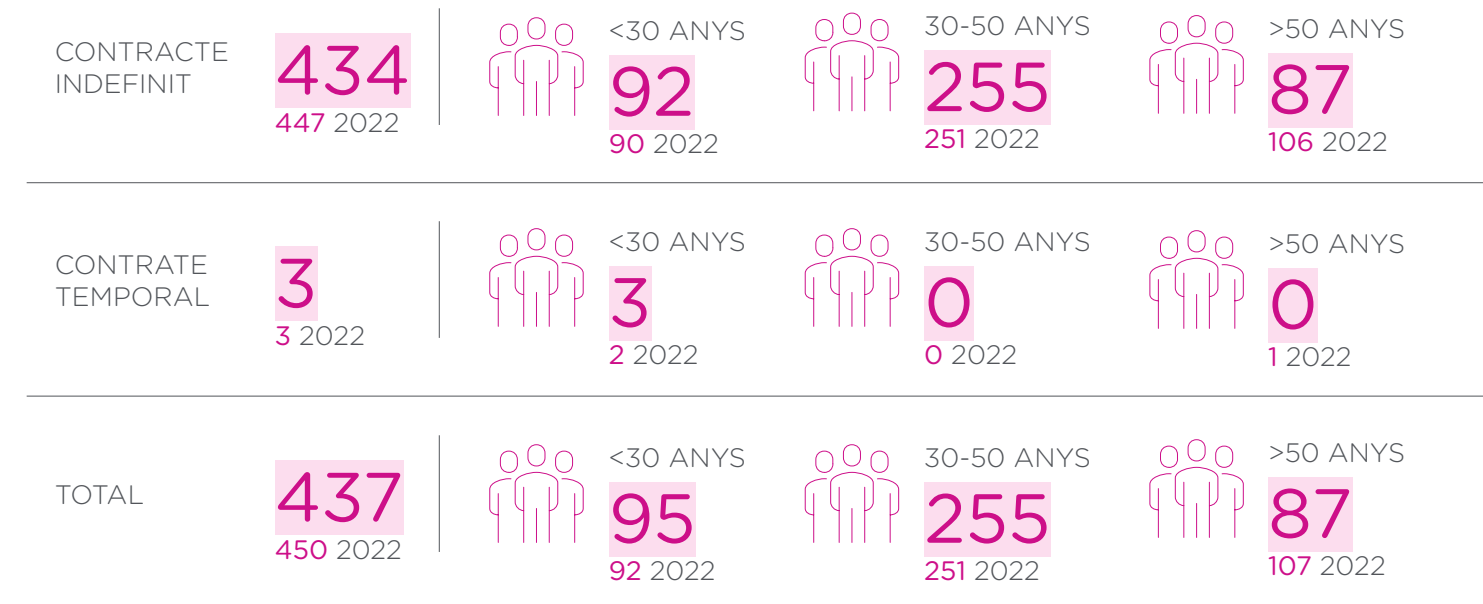 CONTRACTE
INDEFINIT
434
447 2022
<30 ANYS
92
90 2022
30-50 ANYS
255
251 2022
>50 ANYS
87
106 2022
CONTRATE
TEMPORAL
3
3 2022
<30 ANYS
3
2 2022
30-50 ANYS
0
0 2022
>50 ANYS
0
1 2022
TOTAL
437
450 2022
<30 ANYS
95
92 2022
30-50 ANYS
255
251 2022
>50 ANYS
87
107 2022